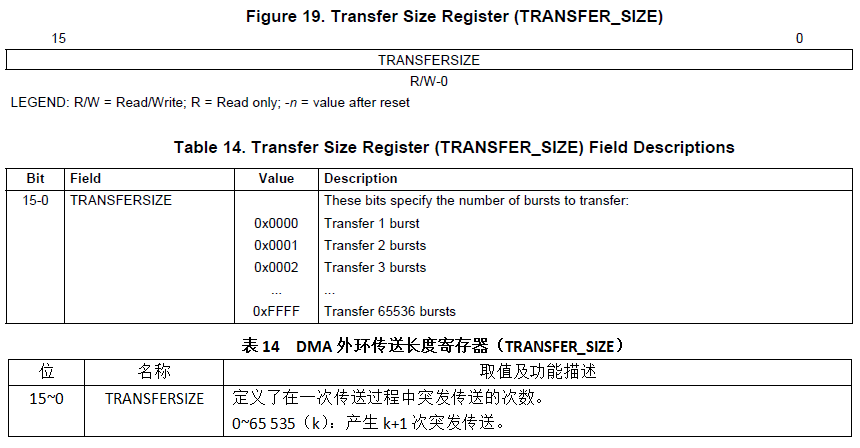 Figure 19. Transfer Size Register (TRANSFER_SIZE)
15 0
TRANSFERSIZE
R/W-0
LEGEND: R/W = Read/Write; R = Read only; -n = value after reset
Table 14. Transfer Size Register (TRANSFER_SIZE) Field Descriptions
Bit Field Value Description
15-0 TRANSFERSIZE These bits specify the number of bursts to transfer:
0x0000 Transfer 1 burst
0x0001 Transfer 2 bursts
0x0002 Transfer 3 bursts
... ...
0xFFFF Transfer 65536 bursts
表 14 DMA 外环传送长度寄存器（TRANSFER_SIZE）
位 名称 取值及功能描述
15~0 TRANSFERSIZE 定义了在一次传送过程中突发传送的次数。
0~65 535（k）：产生 k+1 次突发传送。